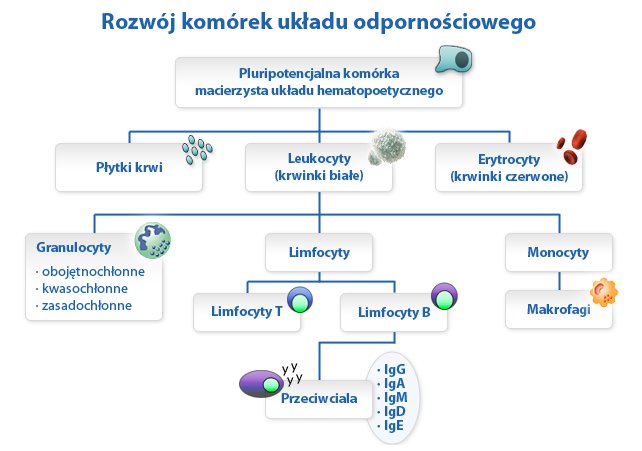 Rozwój komórek układu odpornościowego
Pluripotencjalna komórka
macierzysta układu hematopoetycznego
Płytki krwi
Leukocyty
(krwinki białe)
Erytrocyty
(krwinki czerwone)
Granulocyty
· obojętnochłonne
· kwasochłonne
· zasadochłonne
Limfocyty
Monocyty
Limfocyty T
Limfocyty B
Makrofagi
y y
y y
Przeciwciala
· IgG
· IgA
· IgM
· IgD
· IgE